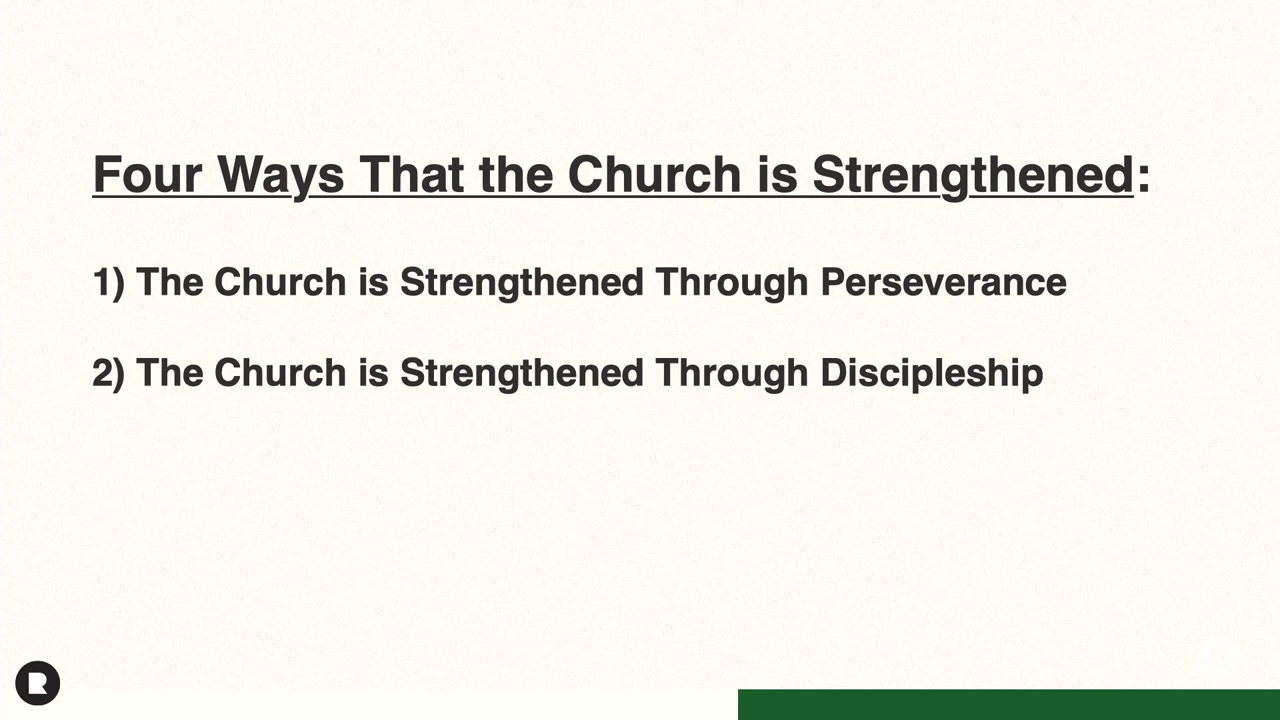 Four Ways That the Church is Strengthened:
1) The Church is Strengthened Through Perseverance
2) The Church is Strengthened Through Discipleship
R